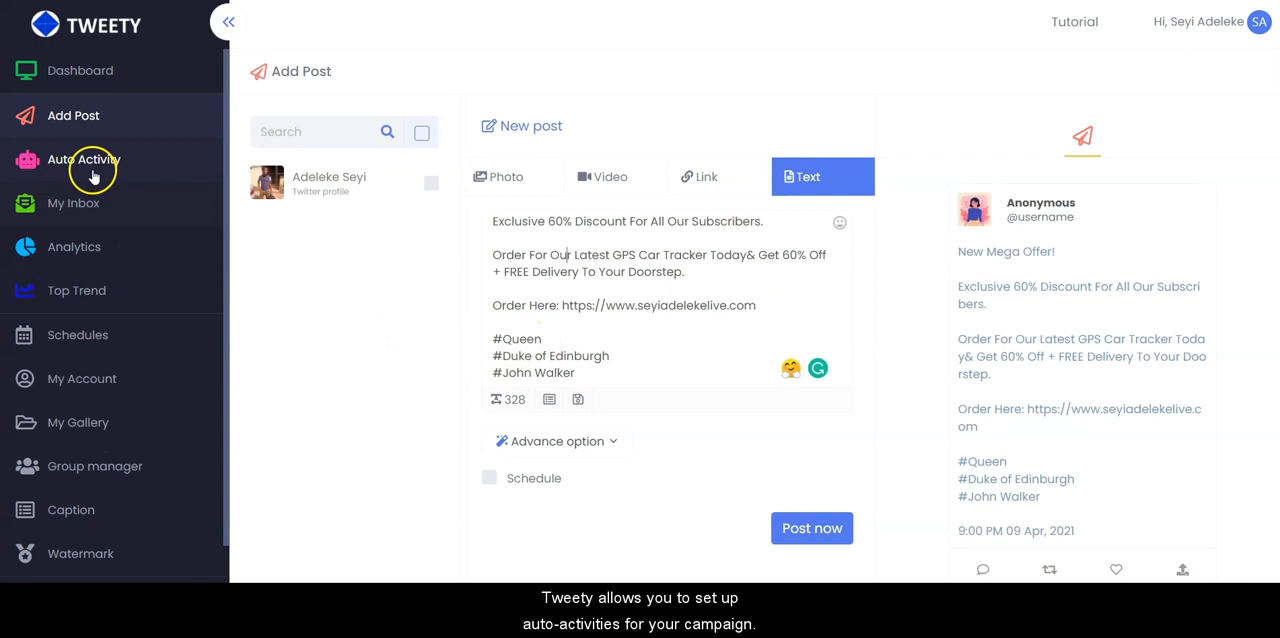 TWEETY
Dashboard
Add Post
Auto Activity
My Inbox
Analytics
Top Trend
Schedules
My Account
My Gallery
Group manager
Caption
Watermark
Tutorial
Hi, Seyi Adeleke
SA
Add Post
Search
Adeleke Seyi
Twitter profile
New post
Photo
Video
Link
Text
Exclusive 60% Discount For All Our Subscribers.
Order For Our Latest GPS Car Tracker Today& Get 60% Off
+ FREE Delivery To Your Doorstep.
Order Here: https://www.seyiadelekelive.com
#Queen
#Duke of Edinburgh
#John Walker
328
Advance option
Schedule
Post now
Anonymous
@username
New Mega Offer!
Exclusive 60% Discount For All Our Subscri
bers.
Order For Our Latest GPS Car Tracker Toda
y& Get 60% Off + FREE Delivery To Your Doo
rstep.
Order Here: https://www.seyiadelekelive.c
om
#Queen
#Duke of Edinburgh
#John Walker
9:00 PM 09 Apr, 2021
Tweety allows you to set up
auto-activities for your campaign.